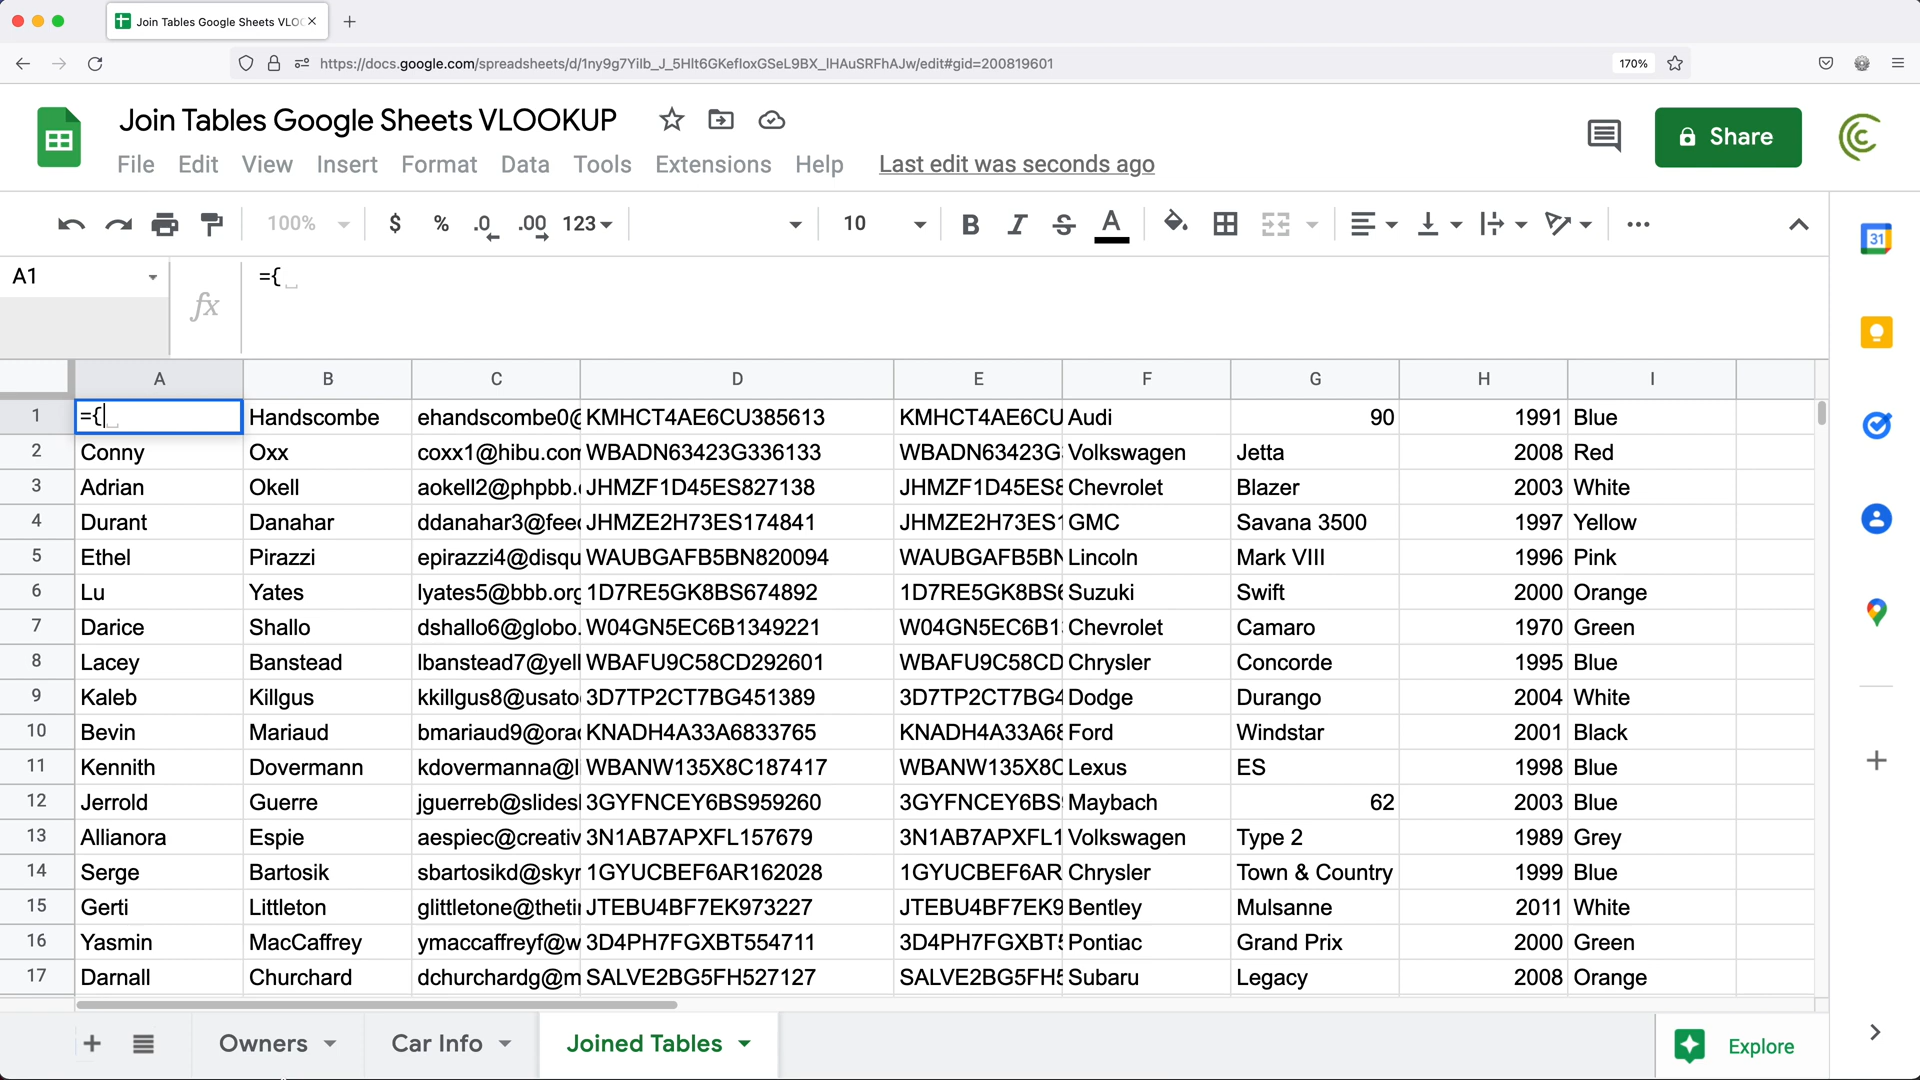 Join Tables Google Sheets VLO
https://docs.google.com/spreadsheets/d/1ny9g7Yilb_J_5Hlt6GKefloxGSeL9BX_lHAuSRFhAJw/edit#gid=200819601
170%
Join Tables Google Sheets VLOOKUP
Share
File Edit View Insert Format Data Tools Extensions Help Last edit was seconds ago
100% $ % .0 .00 123 10 B I S A
31
A1 fx ={
A B C D E F G H I
1 ={ Handscombe ehandscombe0@ KMHCT4AE6CU385613 KMHCT4AE6CU Audi 90 1991 Blue
2 Conny Oxx coxx1@hibu.com WBADN63423G336133 WBADN63423G Volkswagen Jetta 2008 Red
3 Adrian Okell aokell2@phpbb. JHMZF1D45ES827138 JHMZF1D45ES8 Chevrolet Blazer 2003 White
4 Durant Danahar ddanahar3@feed JHMZE2H73ES174841 JHMZE2H73ES1 GMC Savana 3500 1997 Yellow
5 Ethel Pirazzi epirazzi4@disqu WAUBGAFB5BN820094 WAUBGAFB5BN Lincoln Mark VIII 1996 Pink
6 Lu Yates lyates5@bbb.org 1D7RE5GK8BS674892 1D7RE5GK8BS6 Suzuki Swift 2000 Orange
7 Darice Shallo dshallo6@globo. W04GN5EC6B1349221 W04GN5EC6B1 Chevrolet Camaro 1970 Green
8 Lacey Banstead lbanstead7@yell WBAFU9C58CD292601 WBAFU9C58CD Chrysler Concorde 1995 Blue
9 Kaleb Killgus kkillgus8@usato 3D7TP2CT7BG451389 3D7TP2CT7BG4 Dodge Durango 2004 White
10 Bevin Mariaud bmariaud9@ora KNADH4A33A6833765 KNADH4A33A68 Ford Windstar 2001 Black
11 Kennith Dovermann kdovermanna@ WBANW135X8C187417 WBANW135X8C Lexus ES 1998 Blue
12 Jerrold Guerre jguerreb@slides 3GYFNCEY6BS959260 3GYFNCEY6BS Maybach 62 2003 Blue
13 Allianora Espie aespiec@creativ 3N1AB7APXFL157679 3N1AB7APXFL1 Volkswagen Type 2 1989 Grey
14 Serge Bartosik sbartosikd@skyr 1GYUCBEF6AR162028 1GYUCBEF6AR Chrysler Town & Country 1999 Blue
15 Gerti Littleton glittletone@theti JTEBU4BF7EK973227 JTEBU4BF7EK9 Bentley Mulsanne 2011 White
16 Yasmin MacCaffrey ymaccaffreyf@w 3D4PH7FGXBT554711 3D4PH7FGXBT5 Pontiac Grand Prix 2000 Green
17 Darnall Churchard dchurchardg@m SALVE2BG5FH527127 SALVE2BG5FH5 Subaru Legacy 2008 Orange
Owners Car Info Joined Tables Explore